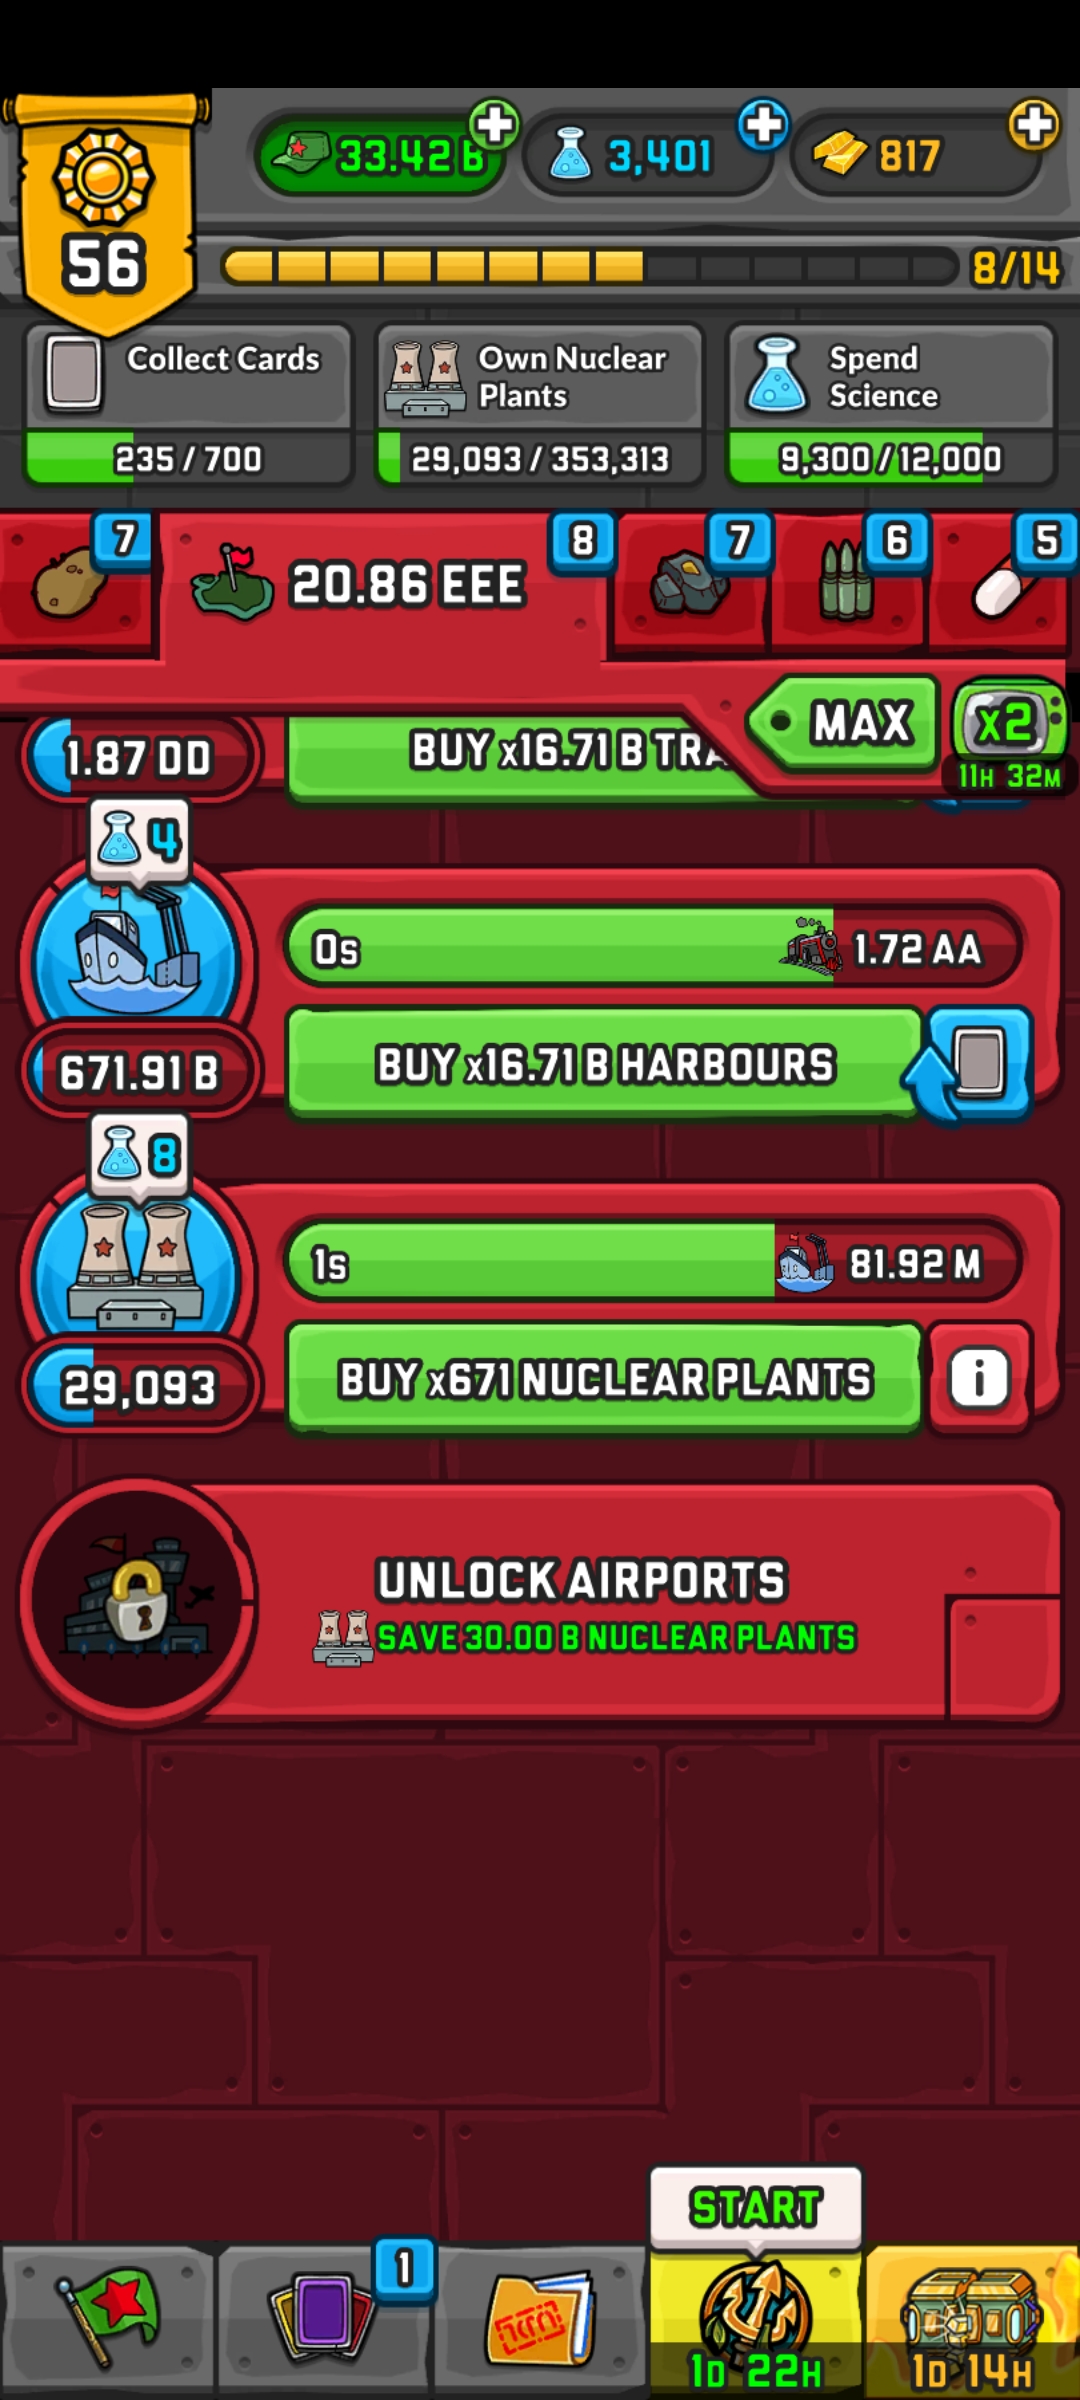 33.42 B
3,401
817
56
8/14
Collect Cards
235 / 700
Own Nuclear
Plants
29,093 / 353,313
Spend
Science
9,300 / 12,000
7
20.86 EEE
8
7
6
5
MAX
x2
11H 32M
1.87 DD
BUY x16.71 B TRA
4
0s
1.72 AA
671.91 B
BUY x16.71 B HARBOURS
8
1s
81.92 M
29,093
BUY x671 NUCLEAR PLANTS
i
UNLOCK AIRPORTS
SAVE 30.00 B NUCLEAR PLANTS
START
1
1D 22H
1D 14H